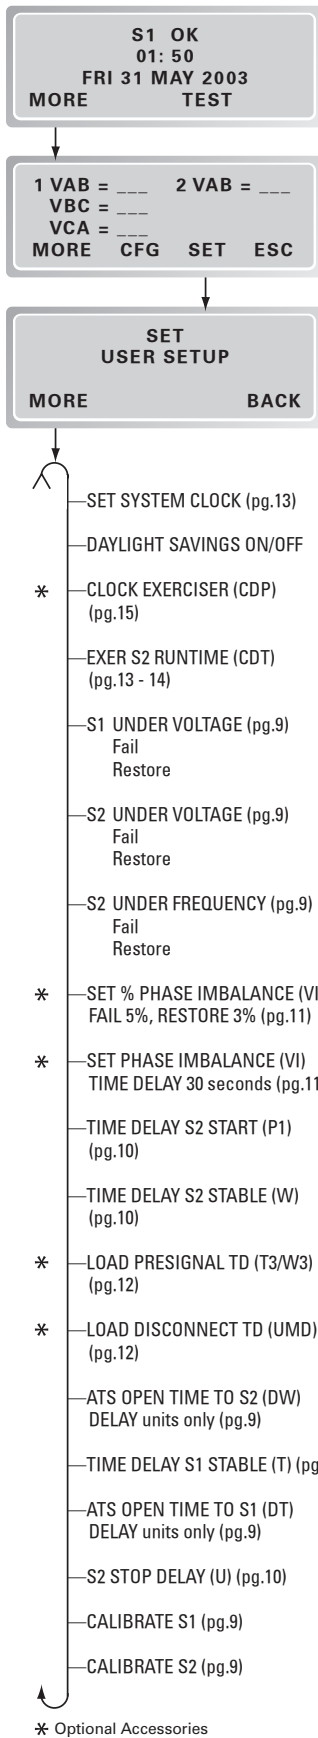 S1 OK
01: 50
FRI 31 MAY 2003
MORE TEST
1 VAB = ___ 2 VAB = ___
VBC = ___
VCA = ___
MORE CFG SET ESC
SET
USER SETUP
MORE BACK
SET SYSTEM CLOCK (pg.13)
DAYLIGHT SAVINGS ON/OFF
* CLOCK EXERCISER (CDP)
(pg.15)
EXER S2 RUNTIME (CDT)
(pg.13 - 14)
S1 UNDER VOLTAGE (pg.9)
Fail
Restore
S2 UNDER VOLTAGE (pg.9)
Fail
Restore
S2 UNDER FREQUENCY (pg.9)
Fail
Restore
* SET % PHASE IMBALANCE (VI
FAIL 5%, RESTORE 3% (pg.11)
* SET PHASE IMBALANCE (VI)
TIME DELAY 30 seconds (pg.11
TIME DELAY S2 START (P1)
(pg.10)
TIME DELAY S2 STABLE (W)
(pg.10)
* LOAD PRESIGNAL TD (T3/W3)
(pg.12)
* LOAD DISCONNECT TD (UMD)
(pg.12)
ATS OPEN TIME TO S2 (DW)
DELAY units only (pg.9)
TIME DELAY S1 STABLE (T) (pg
ATS OPEN TIME TO S1 (DT)
DELAY units only (pg.9)
S2 STOP DELAY (U) (pg.10)
CALIBRATE S1 (pg.9)
CALIBRATE S2 (pg.9)
* Optional Accessories